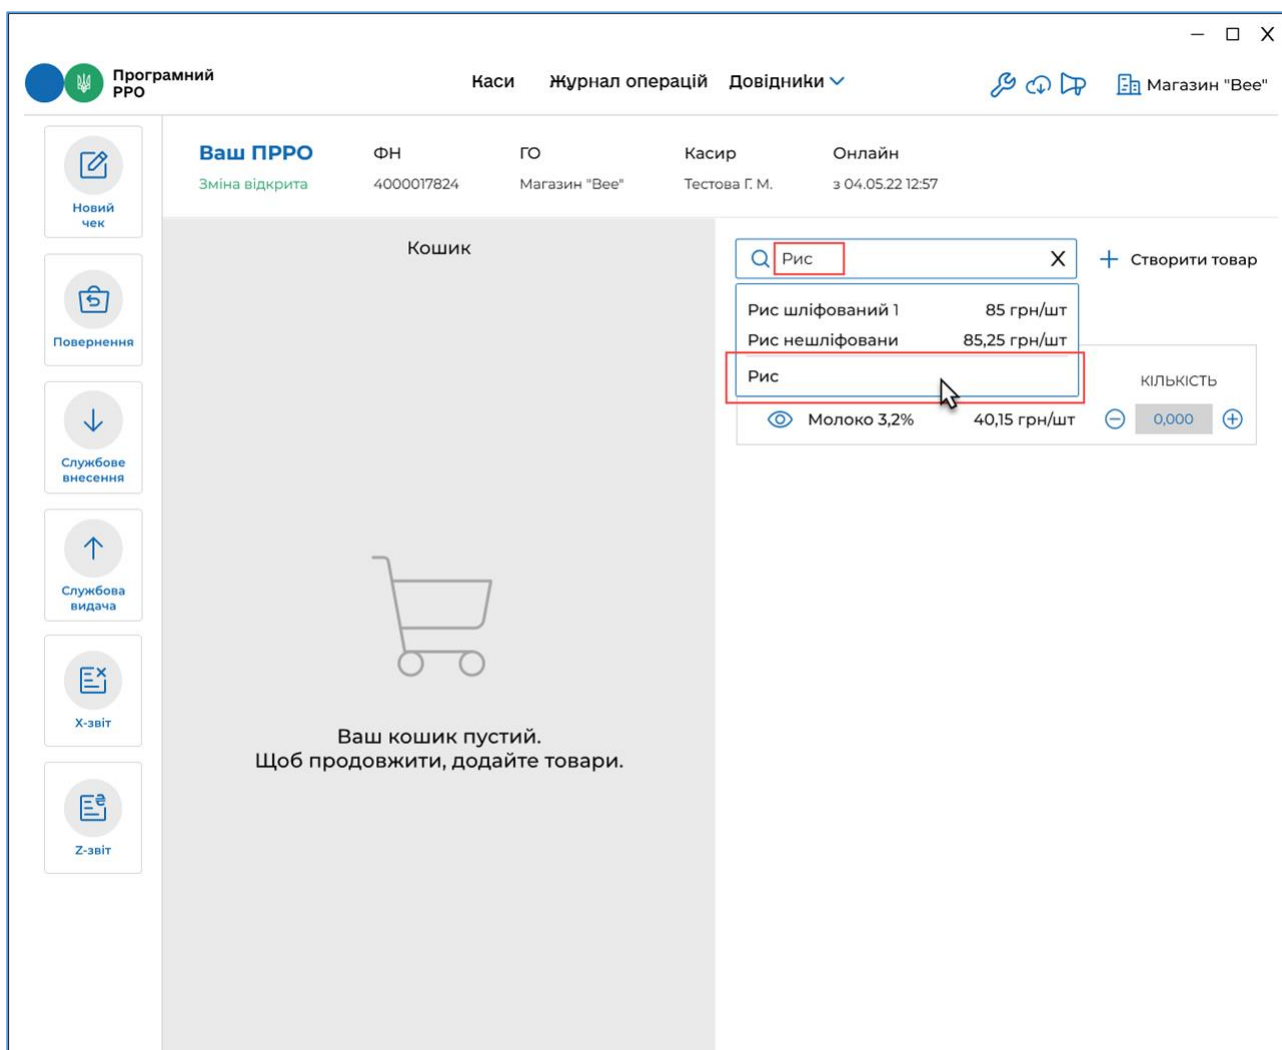 Програмний
РРО
Каси Журнал операцій Довідники Магазин "Bee"
Ваш ПРРО ФН ГО Касир Онлайн
Зміна відкрита 4000017824 Магазин "Bee" Тестова Г. М. з 04.05.22 12:57
Новий
чек
Повернення
Службове
внесення
Службова
видача
X-звіт
Z-звіт
Кошик
Ваш кошик пустий.
Щоб продовжити, додайте товари.
Рис X + Створити товар
Рис шліфований 1 85 грн/шт
Рис нешліфовани 85,25 грн/шт
Рис
КІЛЬКІСТЬ
Молоко 3,2% 40,15 грн/шт 0,000